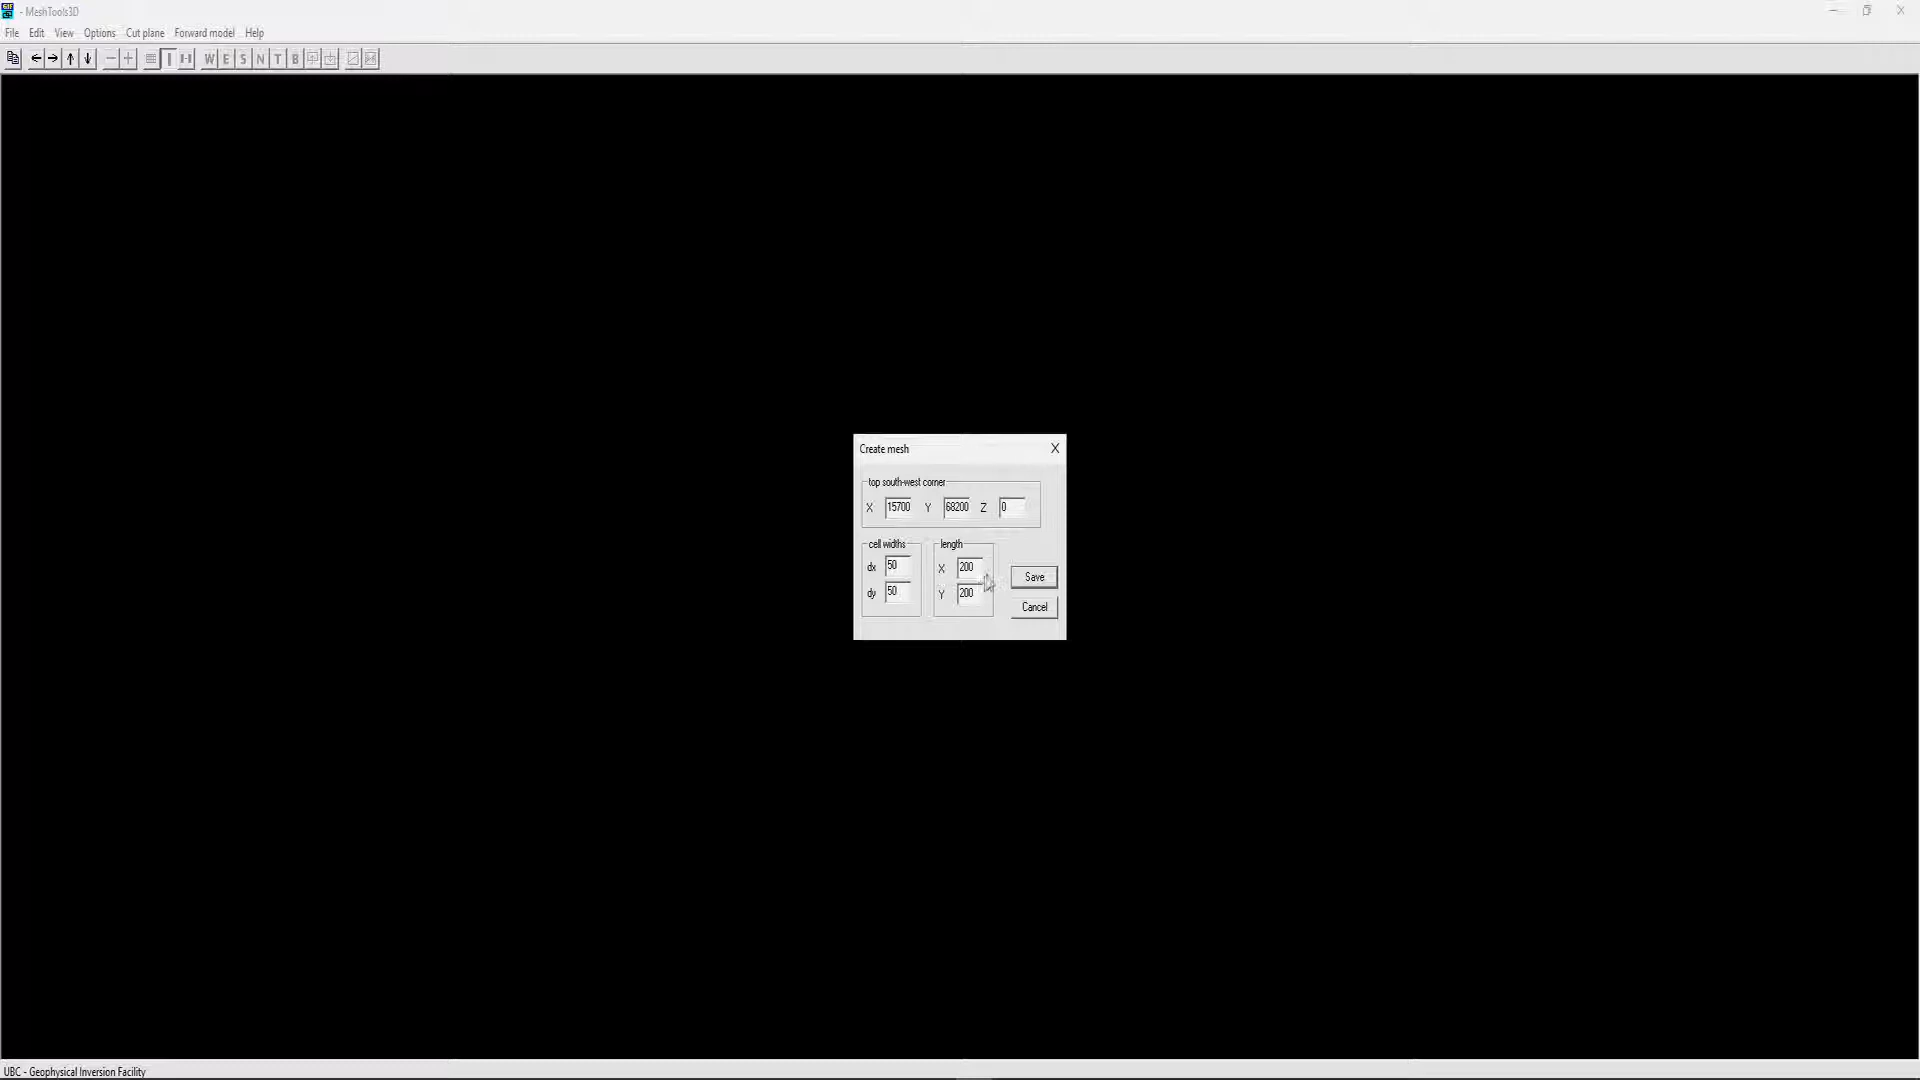 - MeshTools3D
File Edit View Options Cut plane Forward model Help
W E S N T B
Create mesh X
top south-west corner
X 15700 Y 68200 Z 0
cell widths length
dx 50 X 200
Save
dy 50 Y 200
Cancel
UBC - Geophysical Inversion Facility